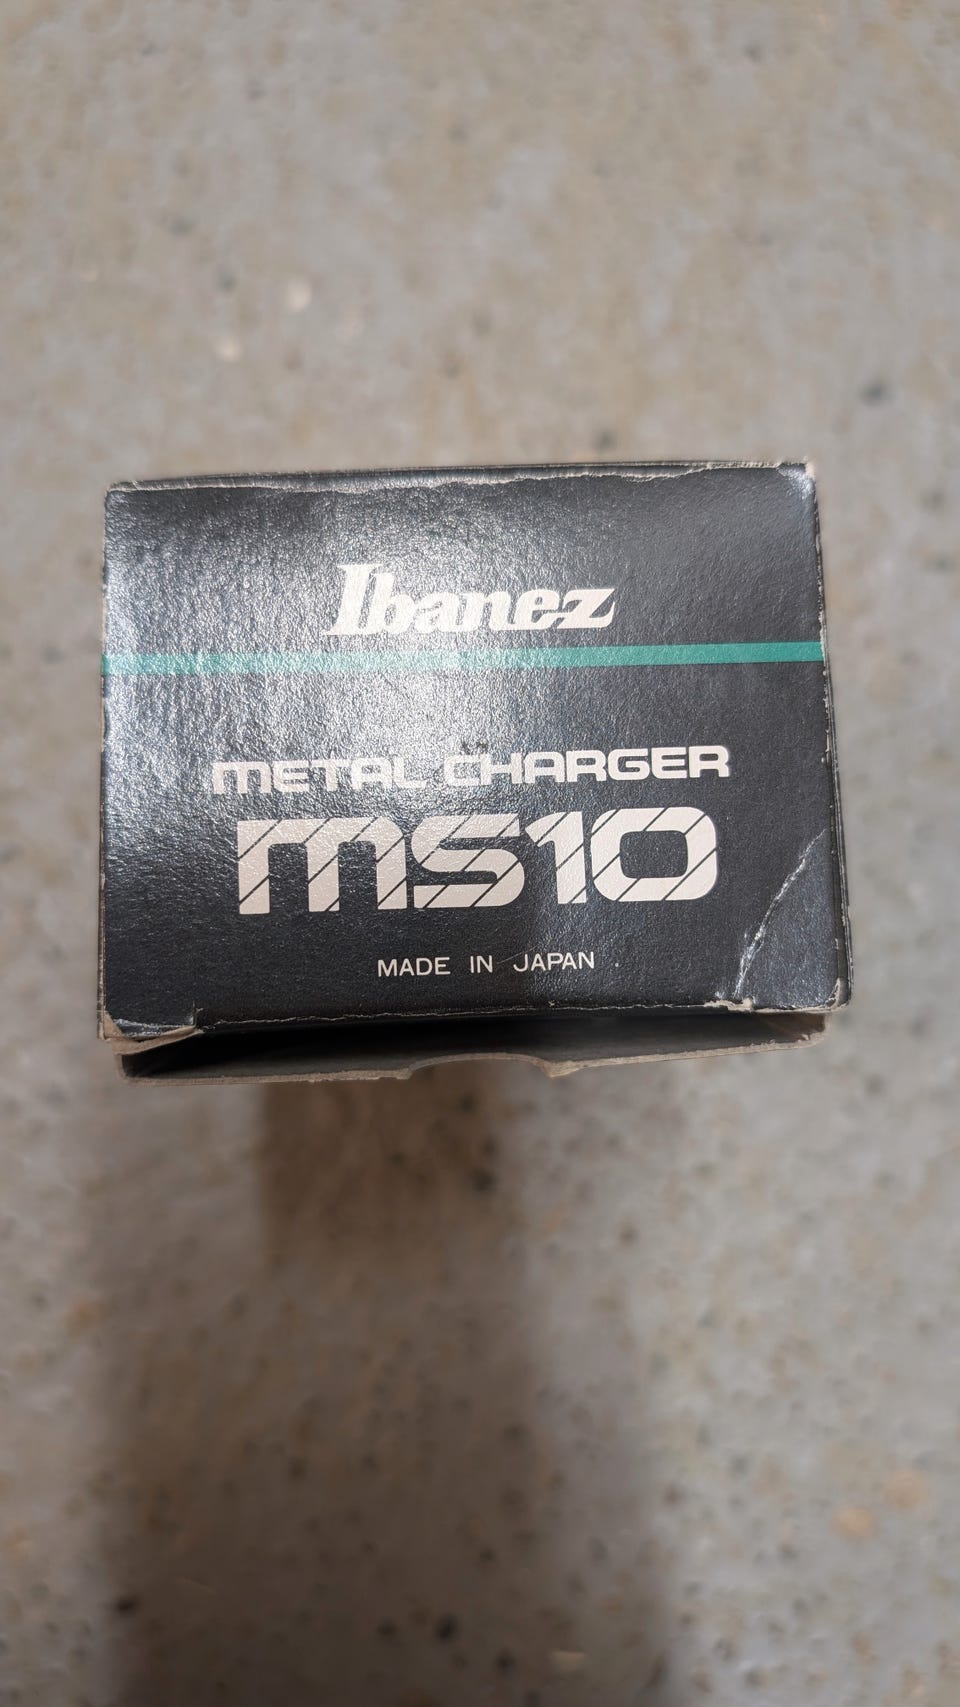 Ibanez
METAL CHARGER
MS10
MADE IN JAPAN